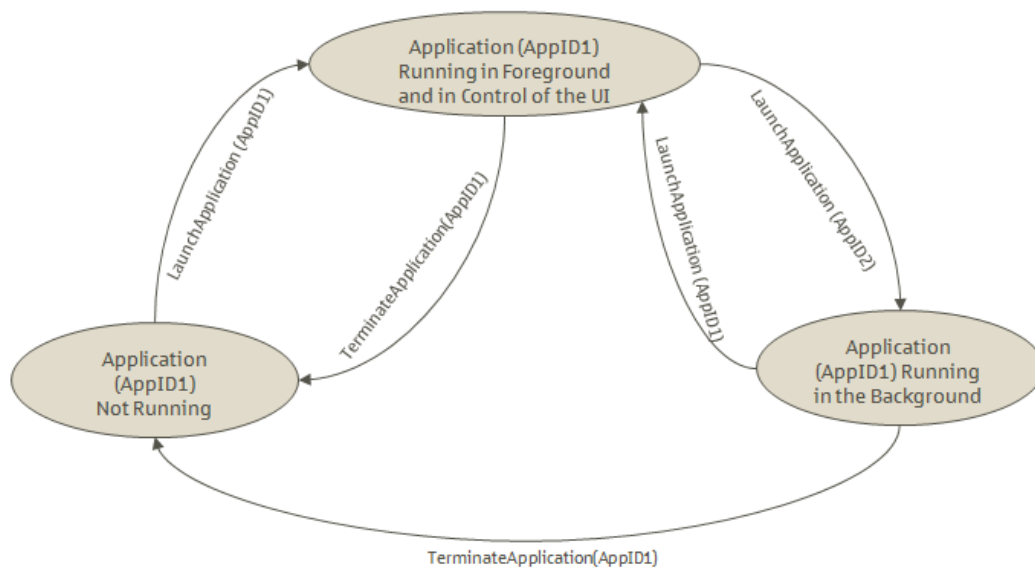 Application (AppID1)
Running in Foreground
and in Control of the UI
LaunchApplication (AppID1)
TerminateApplication(AppID1)
LaunchApplication (AppID1)
LaunchApplication (AppID2)
Application
(AppID1)
Not Running
Application
(AppID1) Running
in the Background
TerminateApplication(AppID1)